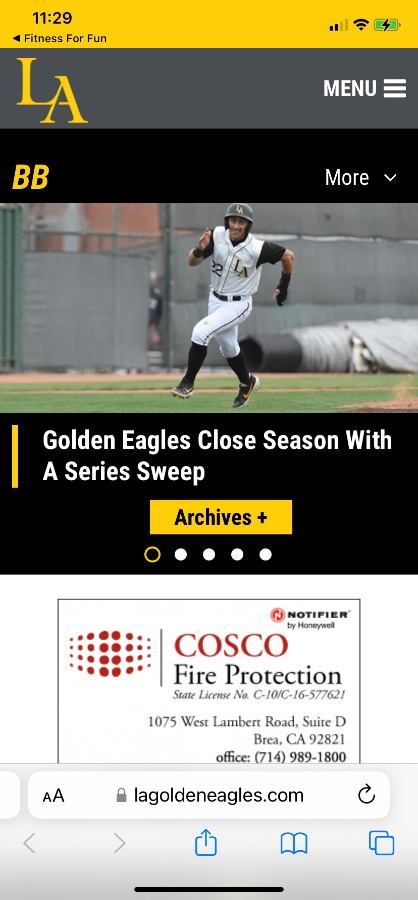 11:29
◀ Fitness For Fun
LA
MENU
BB
More
22
LA
Golden Eagles Close Season With
A Series Sweep
Archives +
NOTIFIER®
by Honeywell
COSCO
Fire Protection
State License No. C-10/C-16-577621
1075 West Lambert Road, Suite D
Brea, CA 92821
office: (714) 989-1800
AA
lagoldeneagles.com